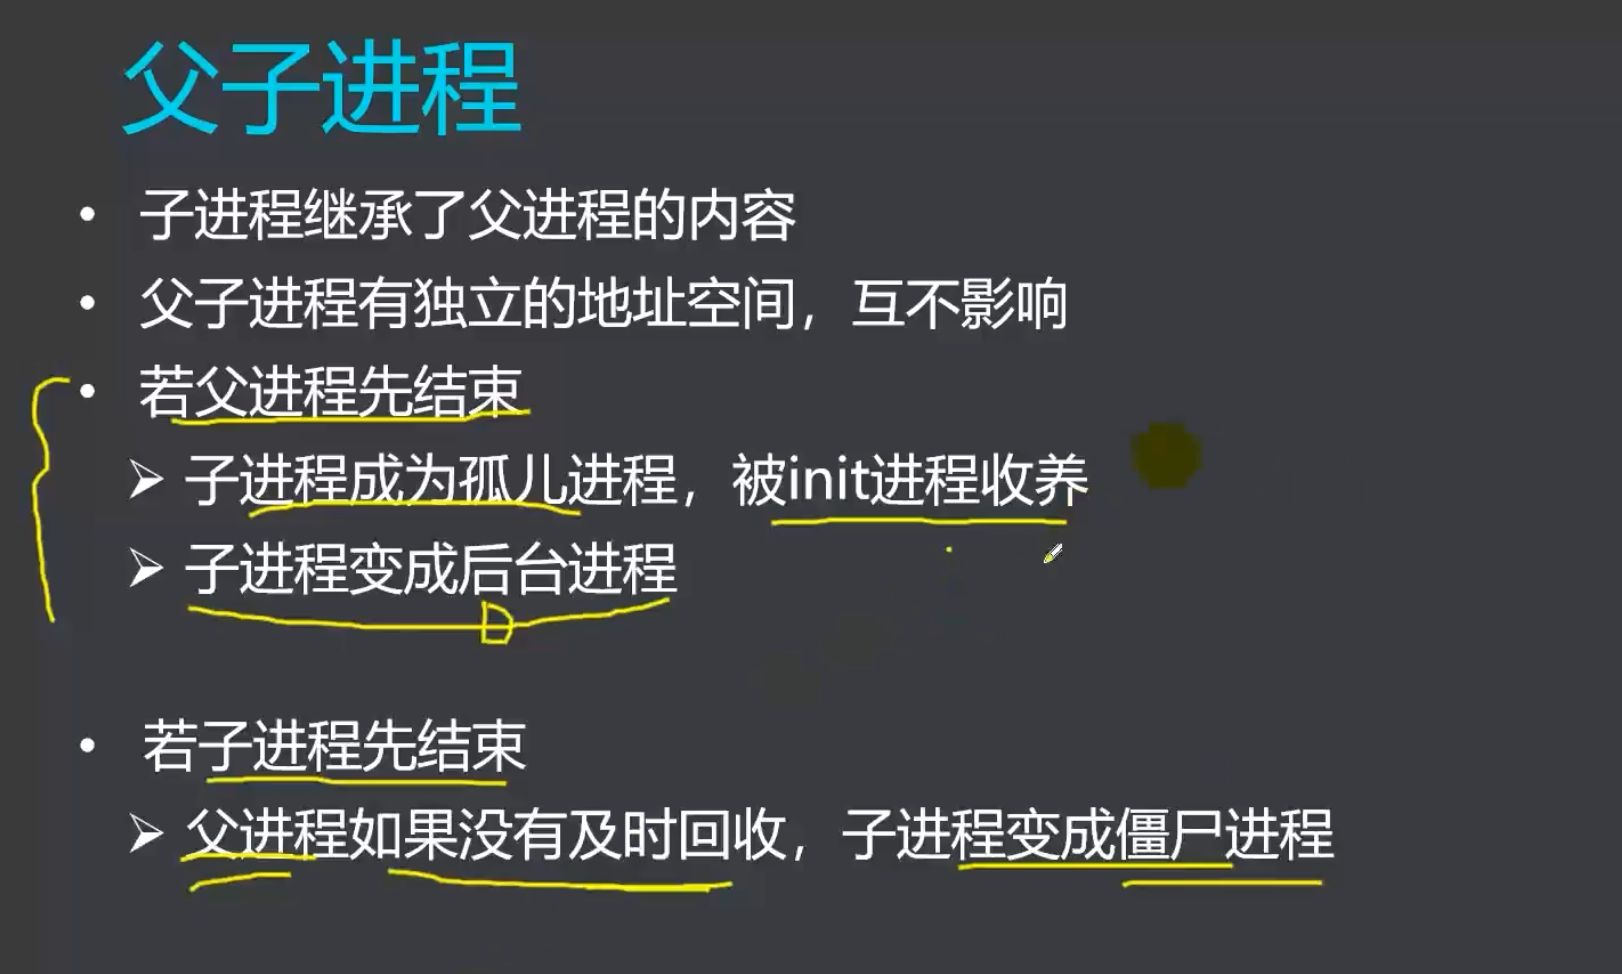 父子进程
• 子进程继承了父进程的内容
• 父子进程有独立的地址空间，互不影响
• 若父进程先结束
➢ 子进程成为孤儿进程，被init进程收养
➢ 子进程变成后台进程
• 若子进程先结束
➢ 父进程如果没有及时回收，子进程变成僵尸进程